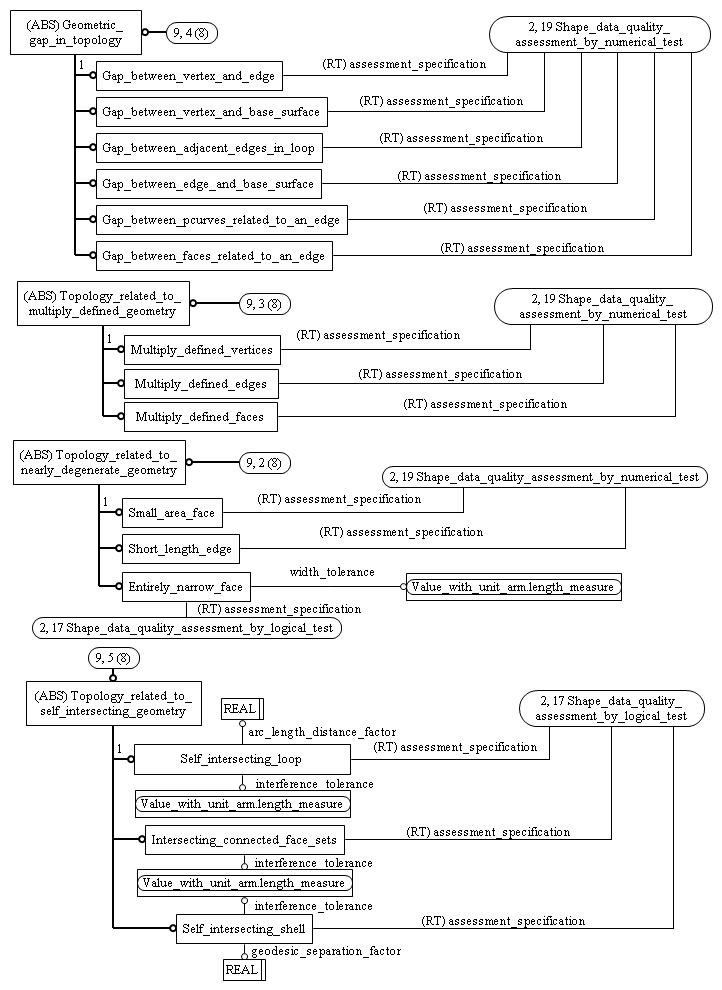 (ABS) Geometric_
gap_in_topology
9, 4 (8)
2, 19 Shape_data_quality_
assessment_by_numerical_test
1
(RT) assessment_specification
Gap_between_vertex_and_edge
(RT) assessment_specification
Gap_between_vertex_and_base_surface
(RT) assessment_specification
Gap_between_adjacent_edges_in_loop
(RT) assessment_specification
Gap_between_edge_and_base_surface
(RT) assessment_specification
Gap_between_pcurves_related_to_an_edge
(RT) assessment_specification
Gap_between_faces_related_to_an_edge
(ABS) Topology_related_to_
multiply_defined_geometry
9, 3 (8)
2, 19 Shape_data_quality_
assessment_by_numerical_test
1
(RT) assessment_specification
Multiply_defined_vertices
(RT) assessment_specification
Multiply_defined_edges
(RT) assessment_specification
Multiply_defined_faces
(ABS) Topology_related_to_
nearly_degenerate_geometry
9, 2 (8)
2, 19 Shape_data_quality_assessment_by_numerical_test
1
(RT) assessment_specification
Small_area_face
(RT) assessment_specification
Short_length_edge
width_tolerance
Entirely_narrow_face
Value_with_unit_arm.length_measure
(RT) assessment_specification
2, 17 Shape_data_quality_assessment_by_logical_test
9, 5 (8)
(ABS) Topology_related_to_
self_intersecting_geometry
REAL
2, 17 Shape_data_quality_
assessment_by_logical_test
arc_length_distance_factor
1
(RT) assessment_specification
Self_intersecting_loop
interference_tolerance
Value_with_unit_arm.length_measure
(RT) assessment_specification
Intersecting_connected_face_sets
interference_tolerance
Value_with_unit_arm.length_measure
interference_tolerance
(RT) assessment_specification
Self_intersecting_shell
geodesic_separation_factor
REAL